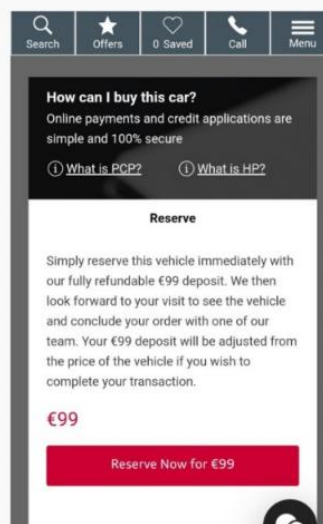 Search Offers 0 Saved Call Menu
How can I buy this car?
Online payments and credit applications are
simple and 100% secure
What is PCP? What is HP?
Reserve
Simply reserve this vehicle immediately with
our fully refundable €99 deposit. We then
look forward to your visit to see the vehicle
and conclude your order with one of our
team. Your €99 deposit will be adjusted from
the price of the vehicle if you wish to
complete your transaction.
€99
Reserve Now for €99